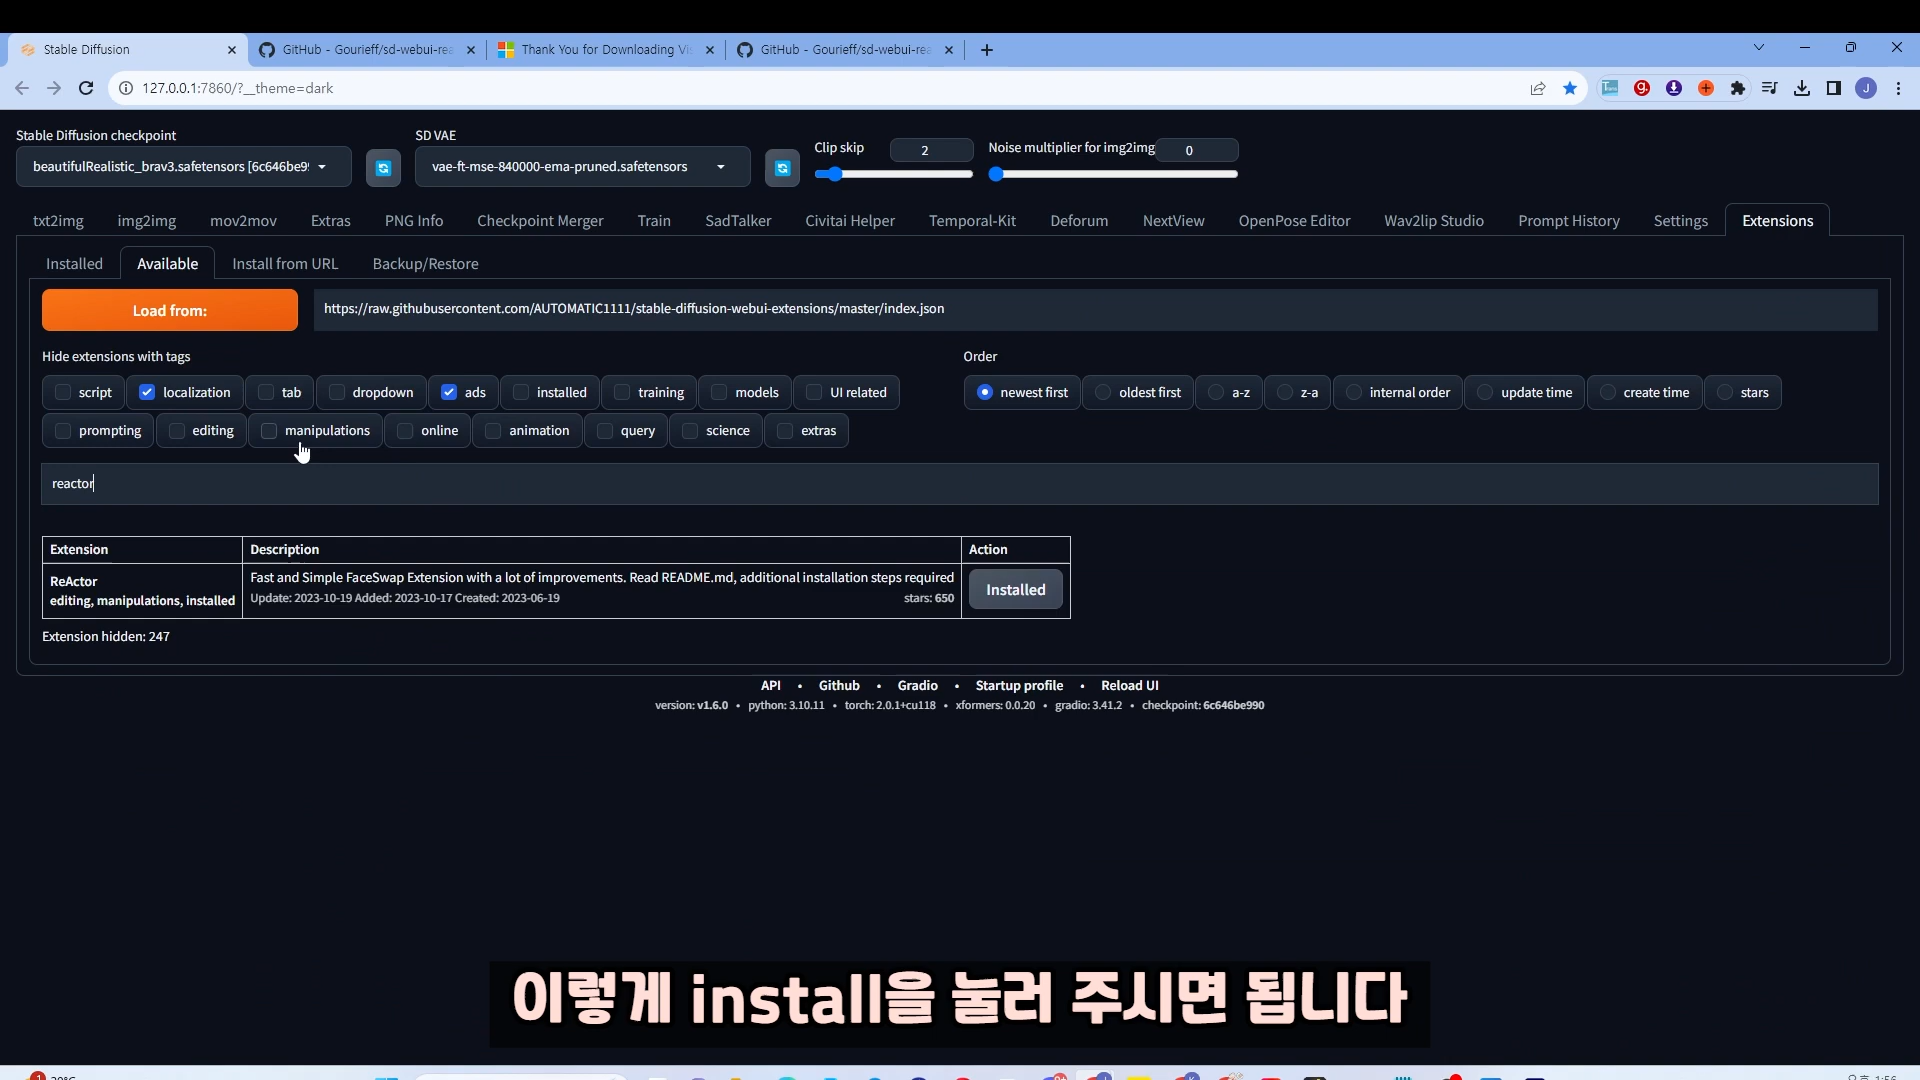 Stable Diffusion
GitHub - Gourieff/sd-webui-rea
Thank You for Downloading Vis
GitHub - Gourieff/sd-webui-rea
127.0.0.1:7860/?__theme=dark
Stable Diffusion checkpoint
SD VAE
Clip skip
2
Noise multiplier for img2img
0
beautifulRealistic_brav3.safetensors [6c646be9
vae-ft-mse-840000-ema-pruned.safetensors
txt2img img2img mov2mov Extras PNG Info Checkpoint Merger Train SadTalker Civitai Helper Temporal-Kit Deforum NextView OpenPose Editor Wav2lip Studio Prompt History Settings Extensions
Installed Available Install from URL Backup/Restore
Load from:
https://raw.githubusercontent.com/AUTOMATIC1111/stable-diffusion-webui-extensions/master/index.json
Hide extensions with tags
Order
script localization tab dropdown ads installed training models UI related
newest first oldest first a-z z-a internal order update time create time stars
prompting editing manipulations online animation query science extras
reactor
Extension Description Action
ReActor
editing, manipulations, installed
Fast and Simple FaceSwap Extension with a lot of improvements. Read README.md, additional installation steps required
Update: 2023-10-19 Added: 2023-10-17 Created: 2023-06-19
stars: 650
Installed
Extension hidden: 247
API • Github • Gradio • Startup profile • Reload UI
version: v1.6.0 • python: 3.10.11 • torch: 2.0.1+cu118 • xformers: 0.0.20 • gradio: 3.41.2 • checkpoint: 6c646be990
이렇게 install을 눌러 주시면 됩니다